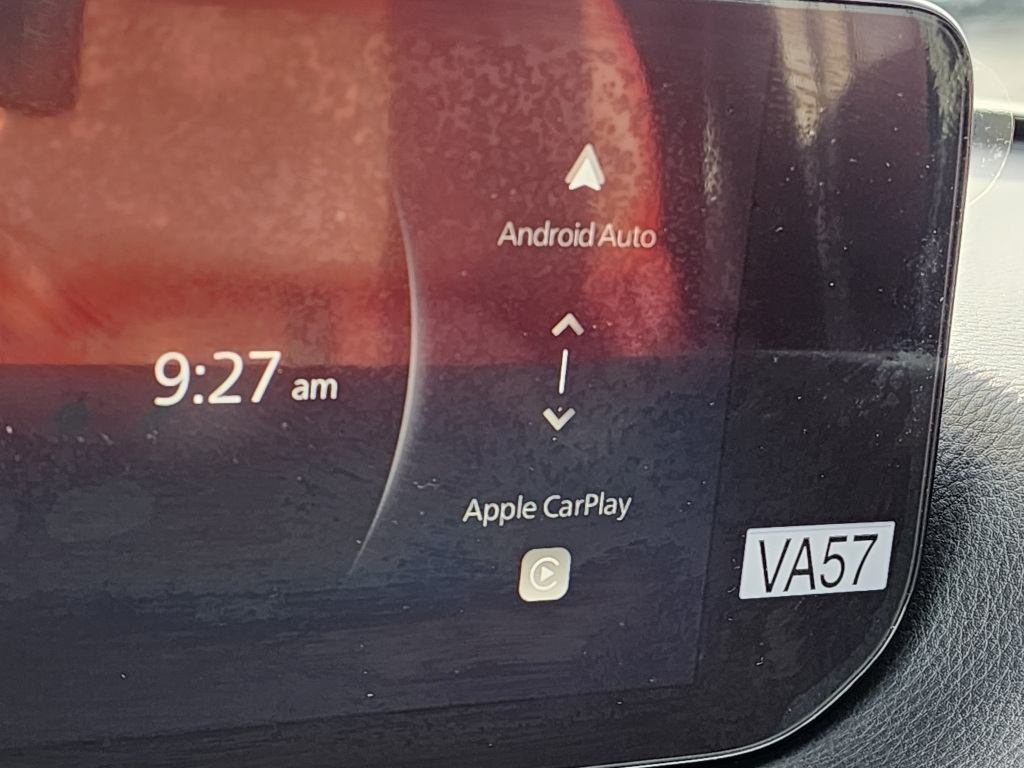 Android Auto
9:27 am
Apple CarPlay
VA57